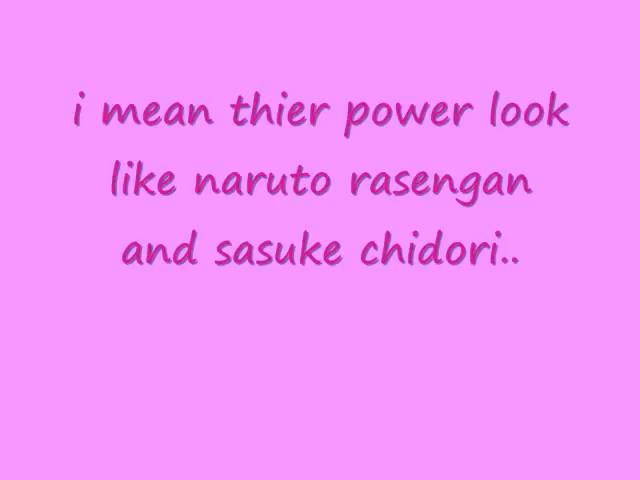 i mean thier power look
like naruto rasengan
and sasuke chidori..